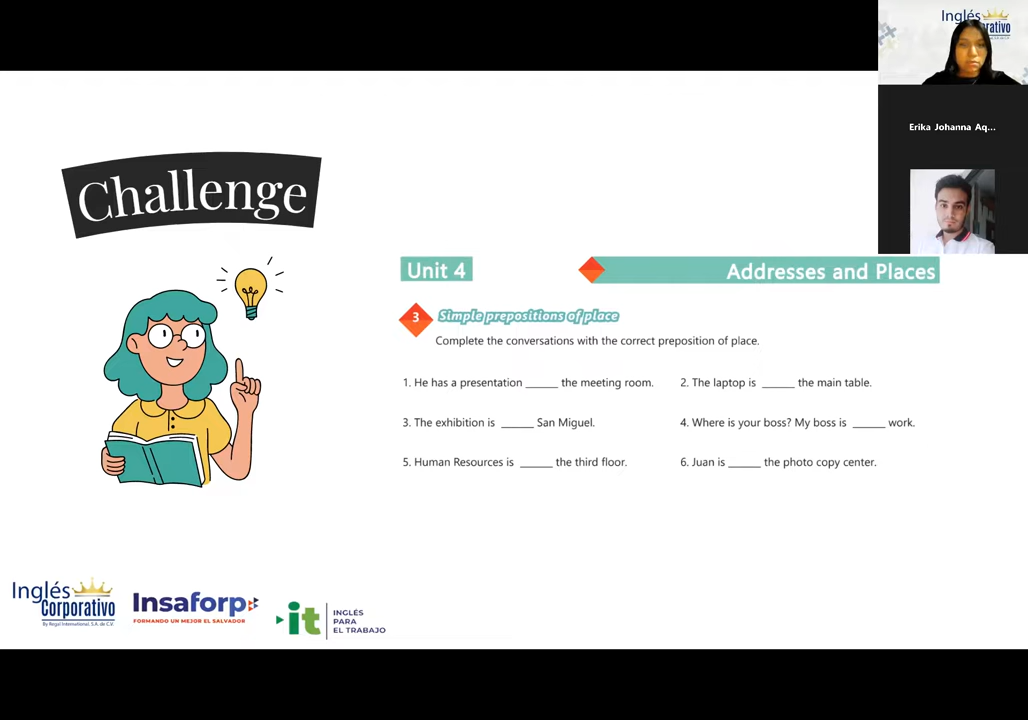 Inglés
Erika Johanna Aq...
Challenge
Unit 4
Addresses and Places
3
Simple prepositions of place
Complete the conversations with the correct preposition of place.
1. He has a presentation ______ the meeting room.
2. The laptop is ______ the main table.
3. The exhibition is ______ San Miguel.
4. Where is your boss? My boss is ______ work.
5. Human Resources is ______ the third floor.
6. Juan is ______ the photo copy center.
Inglés
Corporativo
By Regal International, S.A. de C.V.
Insaforp
FORMANDO UN MEJOR EL SALVADOR
it
INGLÉS
PARA
EL TRABAJO